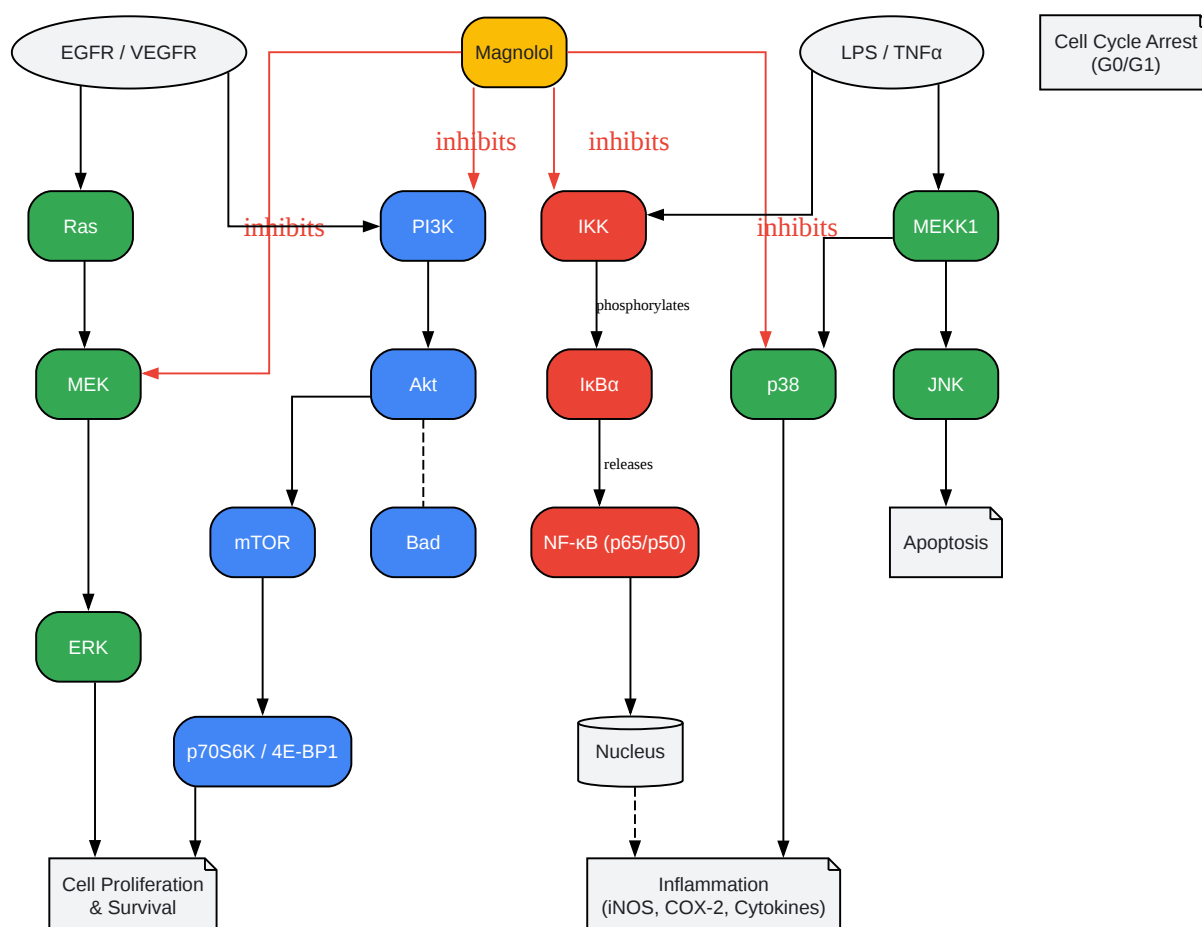 EGFR / VEGFR
Magnolol
LPS / TNFα
Cell Cycle Arrest
(G0/G1)
inhibits
inhibits
Ras
inhibits
PI3K
IKK
inhibits
MEKK1
phosphorylates
MEK
Akt
IκBα
p38
JNK
releases
mTOR
Bad
NF-κB (p65/p50)
Apoptosis
ERK
p70S6K / 4E-BP1
Nucleus
Cell Proliferation
& Survival
Inflammation
(iNOS, COX-2, Cytokines)